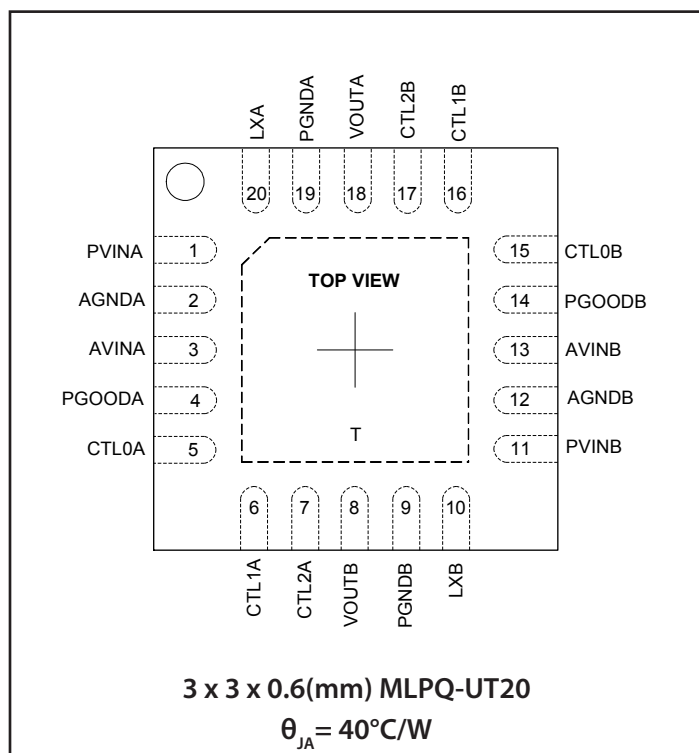 LXA
PGNDA
VOUTA
CTL2B
CTL1B
20
19
18
17
16
PVINA 1
15 CTL0B
AGNDA 2
14 PGOODB
TOP VIEW
AVINA 3
13 AVINB
PGOODA 4
12 AGNDB
T
CTL0A 5
11 PVINB
6
7
8
9
10
CTL1A
CTL2A
VOUTB
PGNDB
LXB
3 x 3 x 0.6(mm) MLPQ-UT20
θJA= 40°C/W